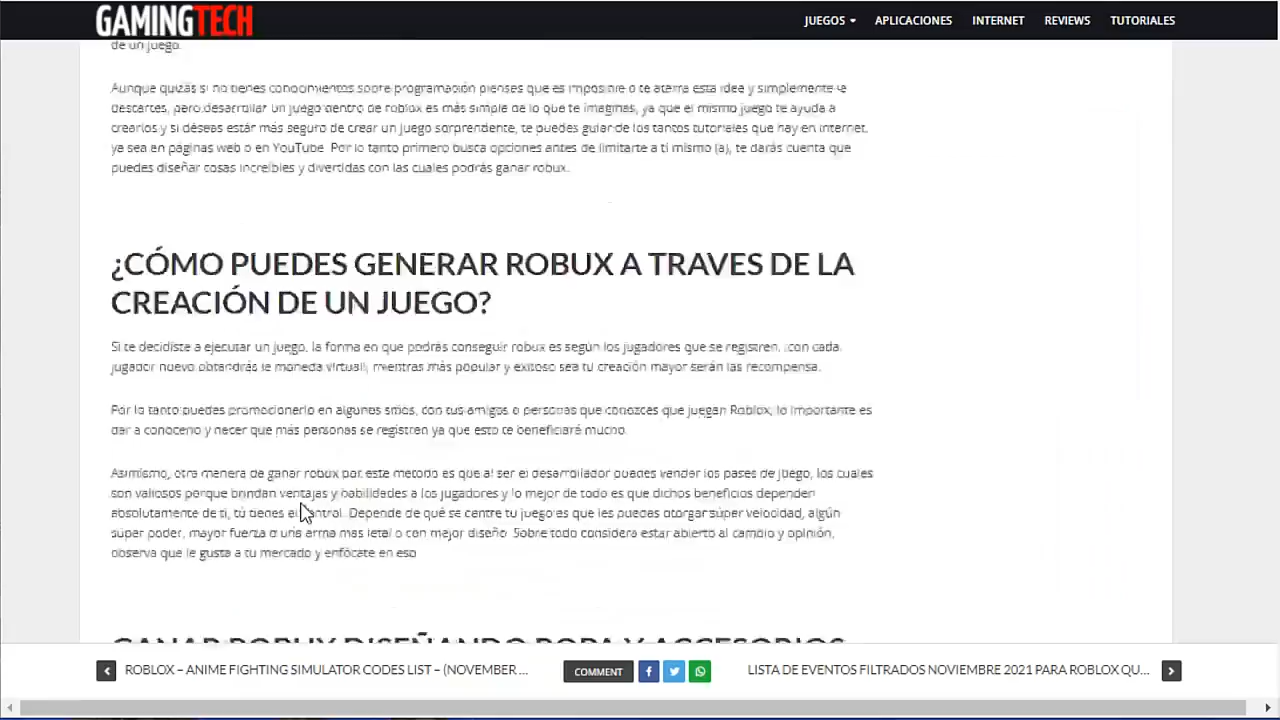 GAMINGTECH
JUEGOS APLICACIONES INTERNET REVIEWS TUTORIALES
de un juego.
Aunque quizás si no tienes conocimientos sobre programación pienses que es imposible o te aterra esta idea y simplemente le
descartes, pero desarrollar un juego dentro de roblox es más simple de lo que te imaginas, ya que el mismo juego te ayuda a
crearlos y si deseas estár más seguro de crear un juego sorprendente, te puedes guiar de los tantos tutoriales que hay en internet,
ya sea en páginas web o en YouTube. Por lo tanto primero busca opciones antes de limitarte a ti mismo (a), te darás cuenta que
puedes diseñar cosas increíbles y divertidas con las cuales podrás ganar robux.
¿CÓMO PUEDES GENERAR ROBUX A TRAVES DE LA
CREACIÓN DE UN JUEGO?
Si te decidiste a ejecutar un juego, la forma en que podrás conseguir robux es según los jugadores que se registren, con cada
jugador nuevo obtendrás le moneda virtual, mientras más popular y exitoso sea tu creación mayor serán las recompensa.
Por lo tanto puedes promocionarlo en algunos sitios, con tus amigos o personas que conozcas que juegan Roblox, lo importante es
dar a conocerlo y hacer que más personas se registren ya que esto te beneficiará mucho.
Asimismo, otra manera de ganar robux por este metodo es que al ser el desarrollador puedes vender los pases de juego, los cuales
son valiosos porque brindan ventajas y habilidades a los jugadores y lo mejor de todo es que dichos beneficios dependen
absolutamente de ti, tú tienes el control. Depende de qué se centre tu juego es que les puedas otorgar súper velocidad, algún
súper poder, mayor fuerza o una arma mas letal o con mejor diseño. Sobre todo considera estar abierto al cambio y opinión,
observa que le gusta a tu mercado y enfócate en eso
GANAR ROBUX DISEÑANDO ROPA Y ACCESORIOS
ROBLOX – ANIME FIGHTING SIMULATOR CODES LIST – (NOVEMBER ... COMMENT LISTA DE EVENTOS FILTRADOS NOVIEMBRE 2021 PARA ROBLOX QU...